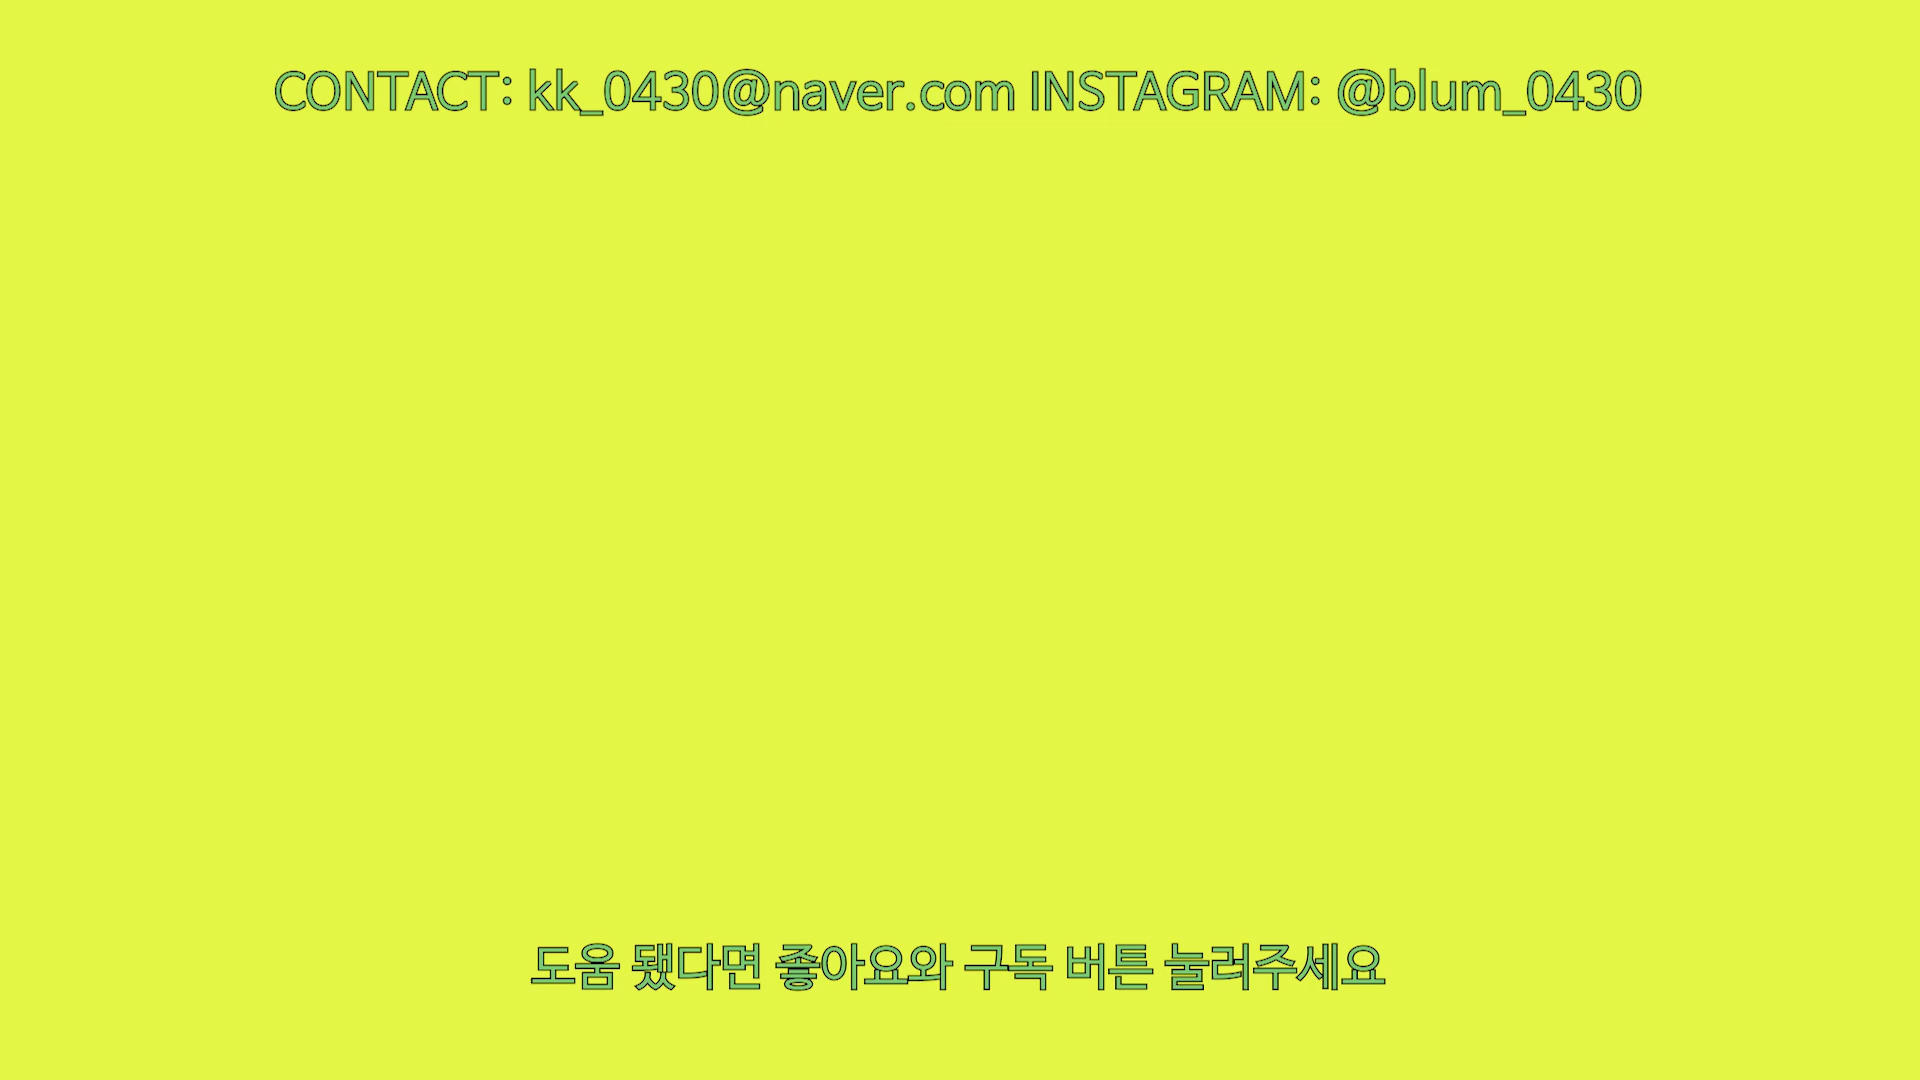 CONTACT: kk_0430@naver.com INSTAGRAM: @blum_0430
도움 됐다면 좋아요와 구독 버튼 눌러주세요